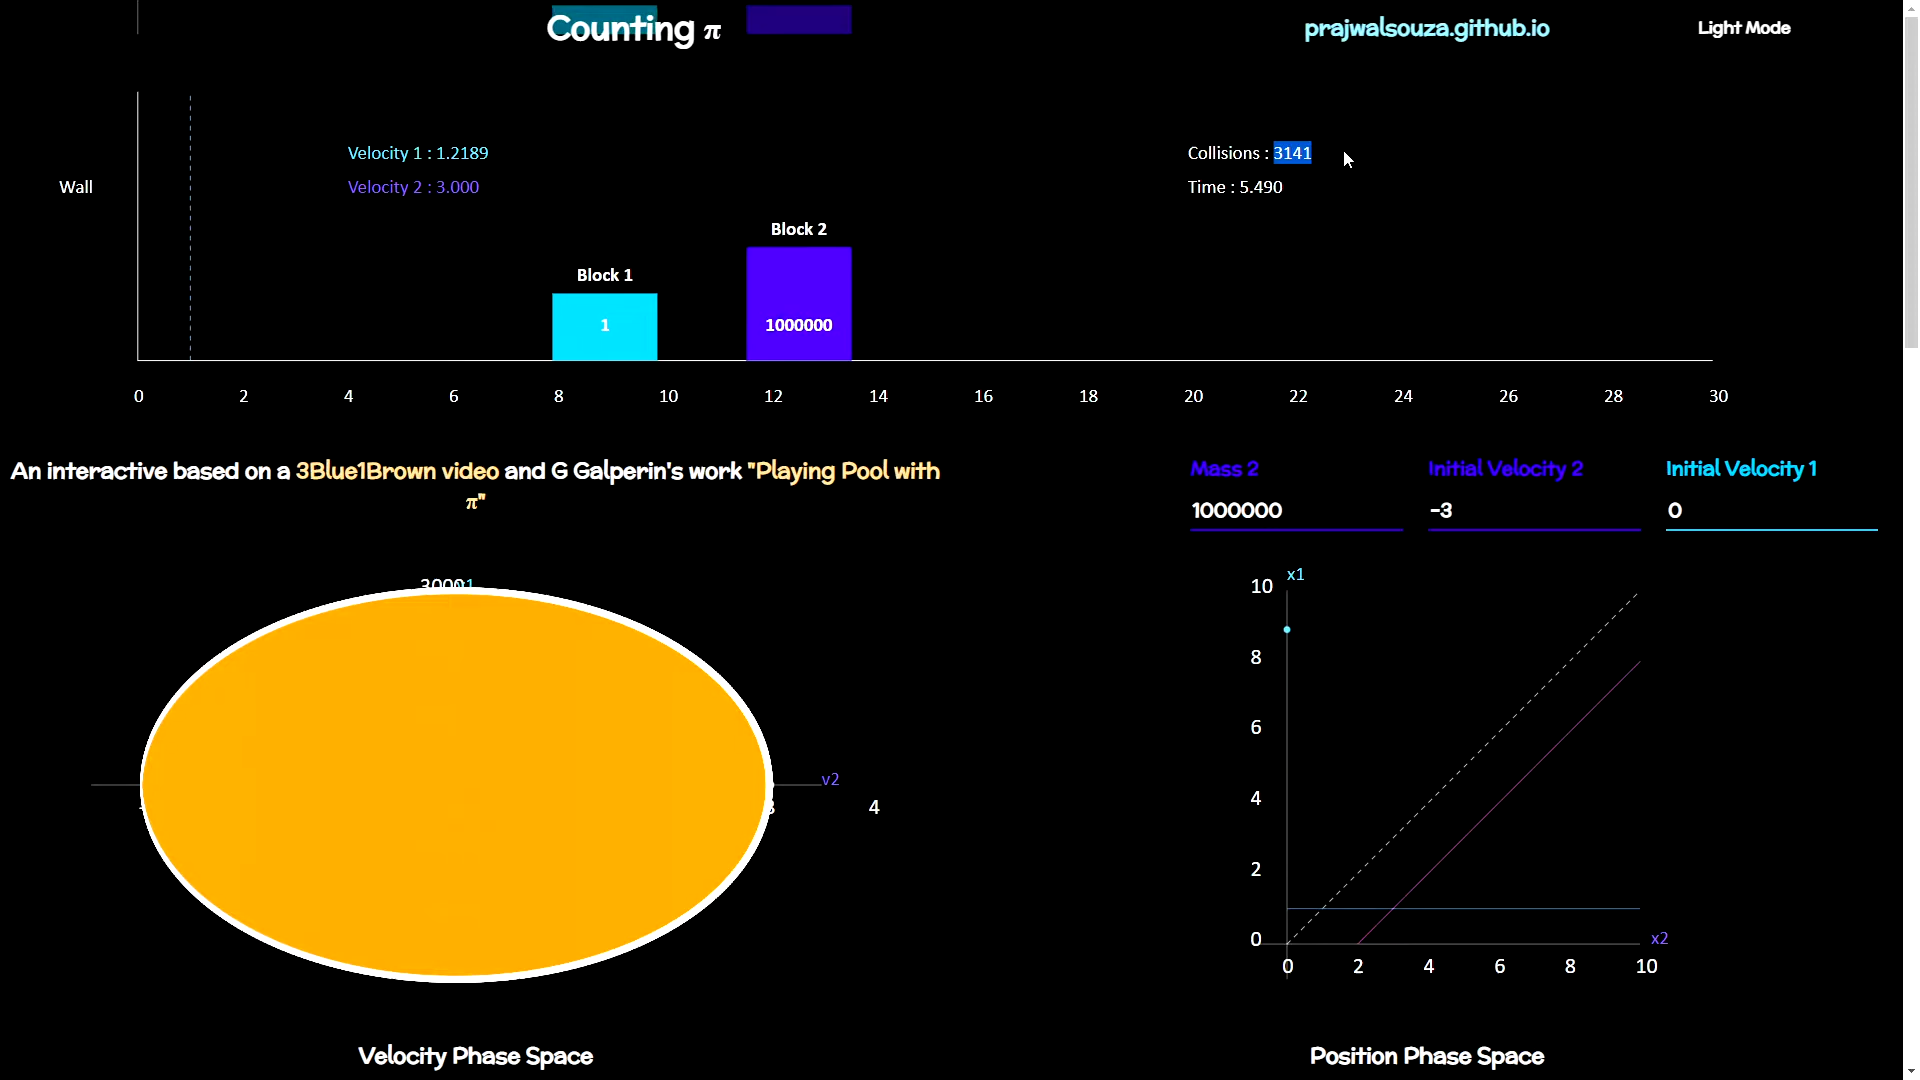 Counting π
prajwalsouza.github.io
Light Mode
Velocity 1 : 1.2189
Velocity 2 : 3.000
Collisions : 3141
Time : 5.490
Wall
Block 2
Block 1
1
1000000
0 2 4 6 8 10 12 14 16 18 20 22 24 26 28 30
An interactive based on a 3Blue1Brown video and G Galperin's work "Playing Pool with
π"
Mass 2
Initial Velocity 2
Initial Velocity 1
1000000
-3
0
3000
v2
4
x1
10
8
6
4
2
0
x2
0 2 4 6 8 10
Velocity Phase Space
Position Phase Space